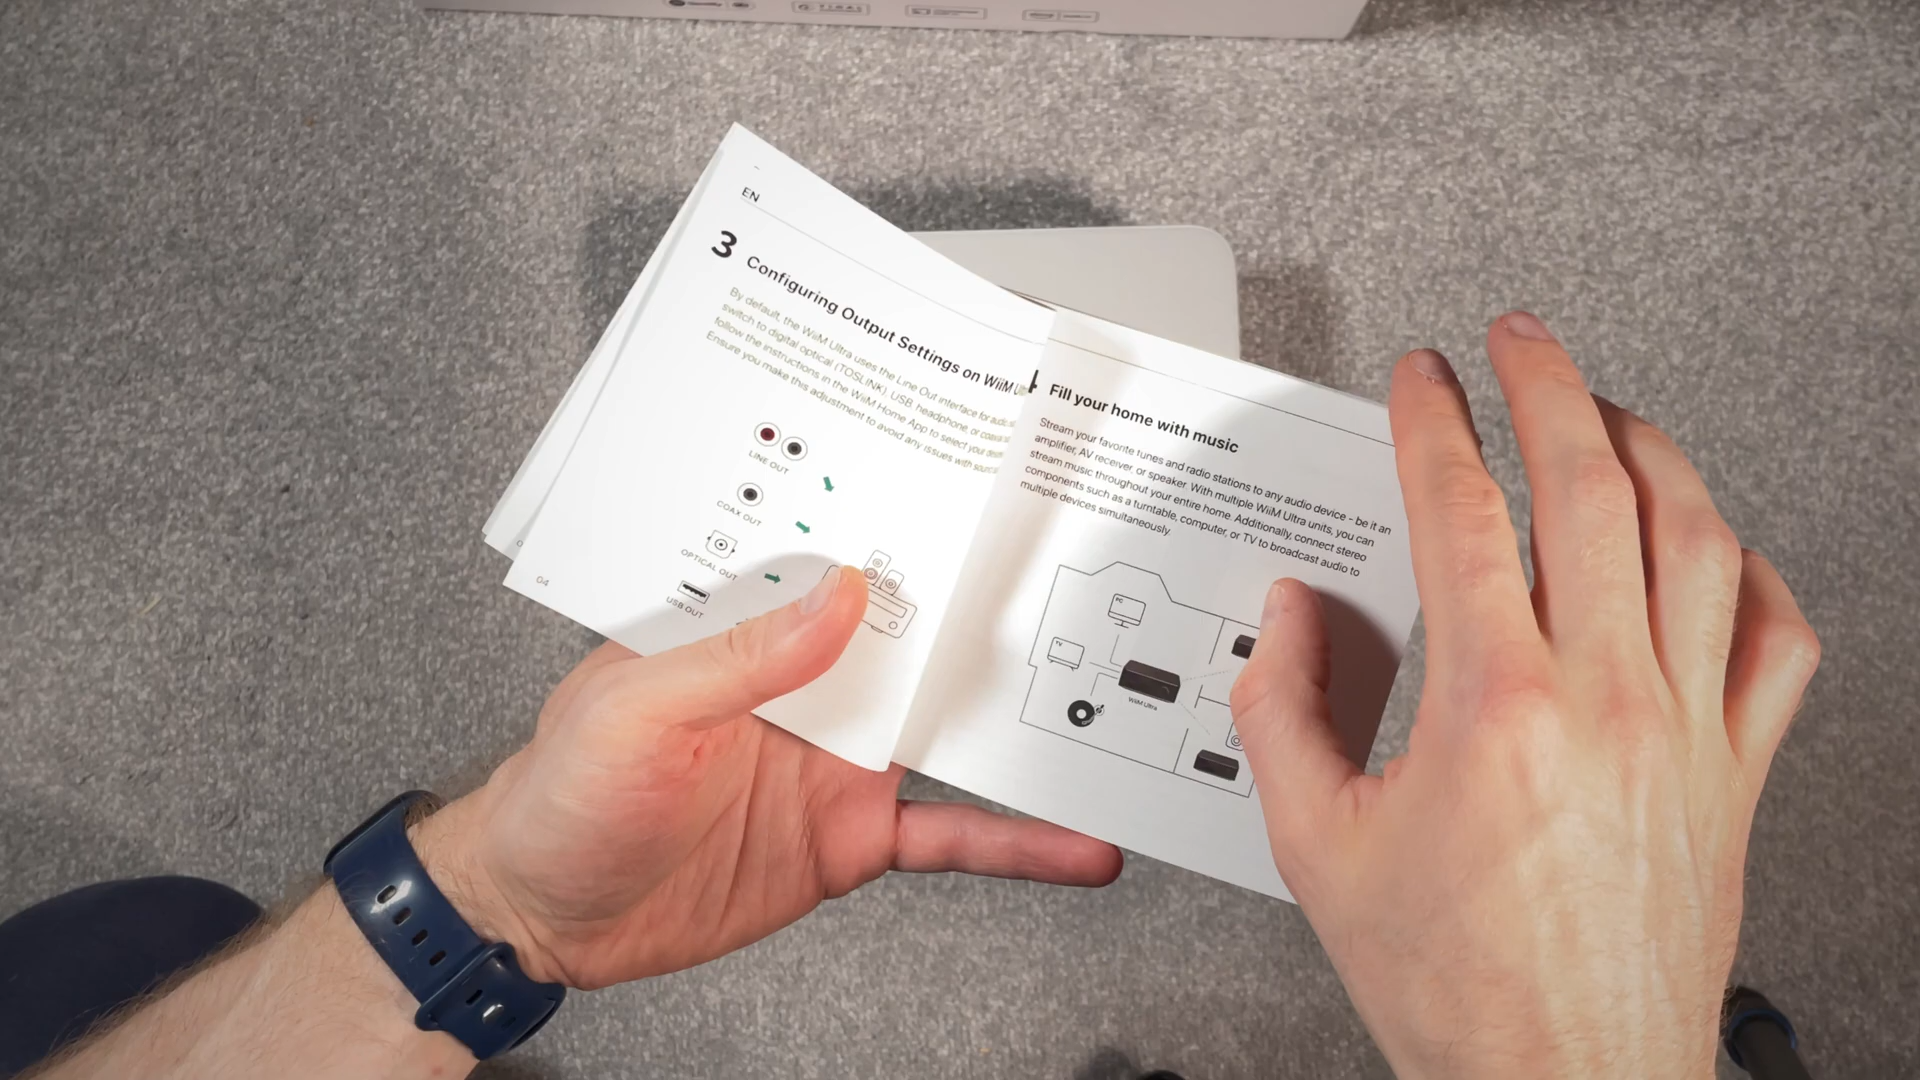 TIDAL
EN
3
Configuring Output Settings on WiiM
By default, the WiiM Ultra uses the Line Out interface for
switch to digital optical (TOSLINK), USB, headphone, or
follow the instructions in the WiiM Home App to select your
Ensure you make this adjustment to avoid any issues with
LINE OUT
COAX OUT
OPTICAL OUT
USB OUT
04
Fill your home with music
Stream your favorite tunes and radio stations to any audio device - be it an
amplifier, AV receiver, or speaker. With multiple WiiM Ultra units, you can
stream music throughout your entire home. Additionally, connect stereo
components such as a turntable, computer, or TV to broadcast audio to
multiple devices simultaneously.
PC
TV
WiiM Ultra